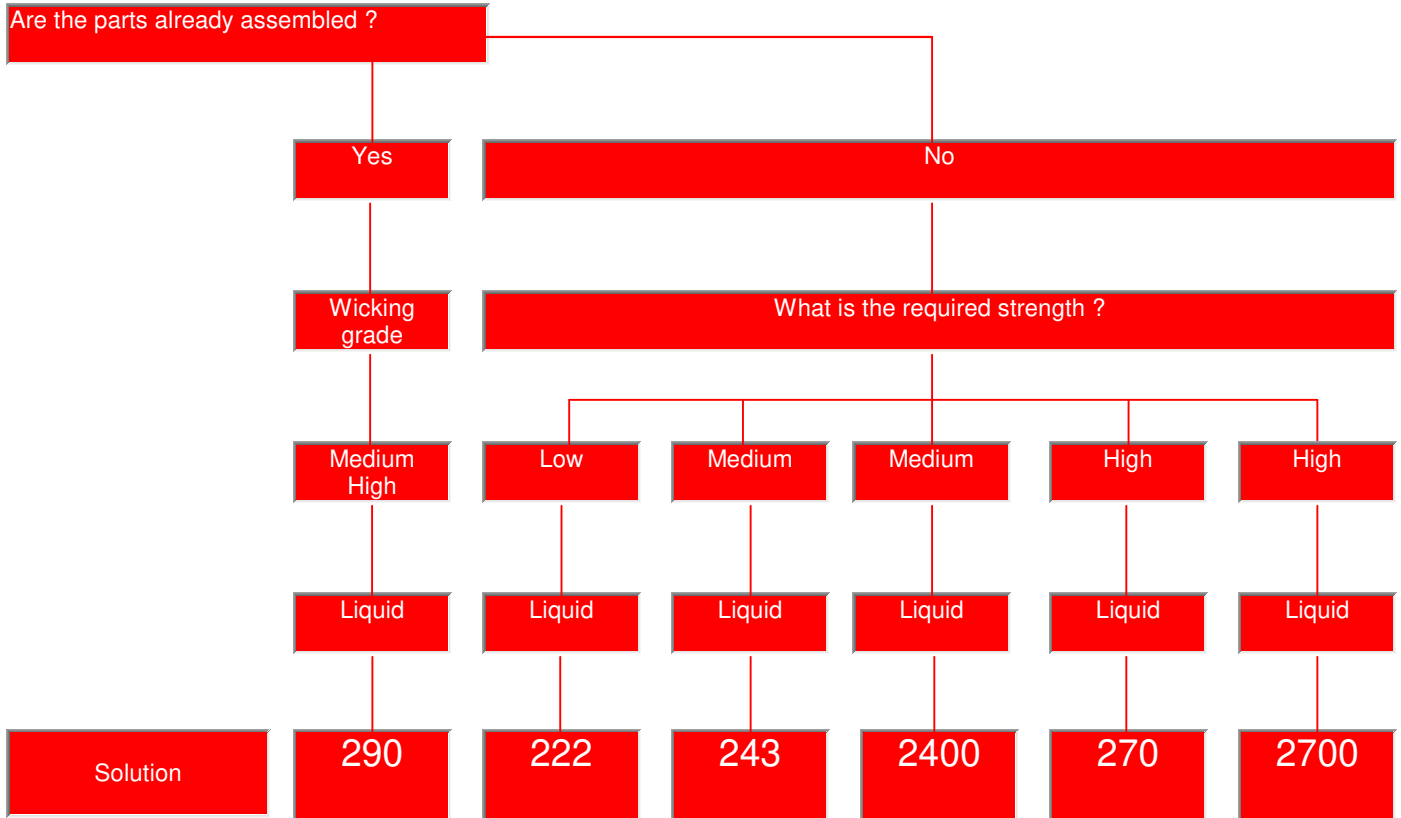 Are the parts already assembled ?
Yes
No
Wicking
grade
What is the required strength ?
Medium
High
Low
Medium
Medium
High
High
Liquid
Liquid
Liquid
Liquid
Liquid
Liquid
Solution
290
222
243
2400
270
2700